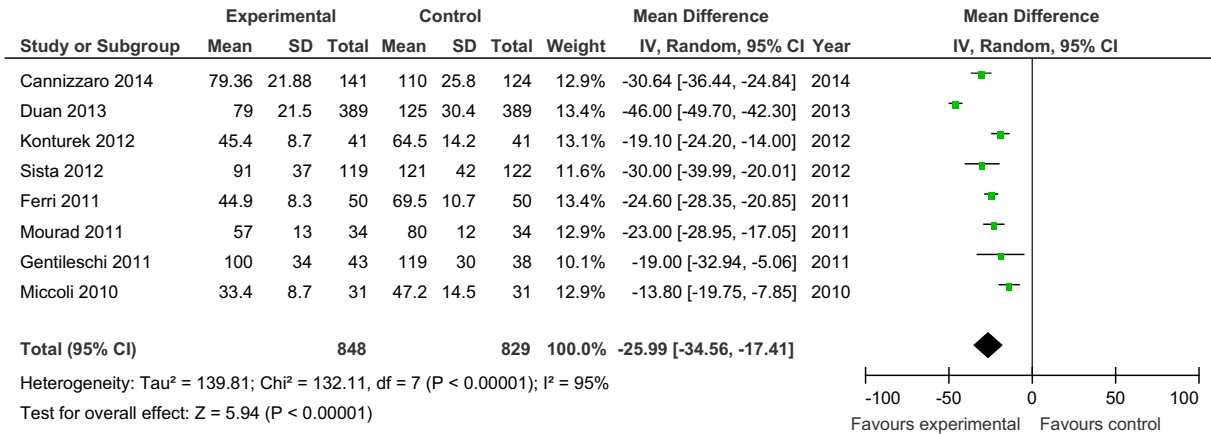 Experimental Control Mean Difference Mean Difference
Study or Subgroup Mean SD Total Mean SD Total Weight IV, Random, 95% CI Year IV, Random, 95% CI
Cannizzaro 2014 79.36 21.88 141 110 25.8 124 12.9% -30.64 [-36.44, -24.84] 2014
Duan 2013 79 21.5 389 125 30.4 389 13.4% -46.00 [-49.70, -42.30] 2013
Konturek 2012 45.4 8.7 41 64.5 14.2 41 13.1% -19.10 [-24.20, -14.00] 2012
Sista 2012 91 37 119 121 42 122 11.6% -30.00 [-39.99, -20.01] 2012
Ferri 2011 44.9 8.3 50 69.5 10.7 50 13.4% -24.60 [-28.35, -20.85] 2011
Mourad 2011 57 13 34 80 12 34 12.9% -23.00 [-28.95, -17.05] 2011
Gentileschi 2011 100 34 43 119 30 38 10.1% -19.00 [-32.94, -5.06] 2011
Miccoli 2010 33.4 8.7 31 47.2 14.5 31 12.9% -13.80 [-19.75, -7.85] 2010
Total (95% CI) 848 829 100.0% -25.99 [-34.56, -17.41]
Heterogeneity: Tau² = 139.81; Chi² = 132.11, df = 7 (P < 0.00001); I² = 95%
Test for overall effect: Z = 5.94 (P < 0.00001)
-100 -50 0 50 100
Favours experimental Favours control